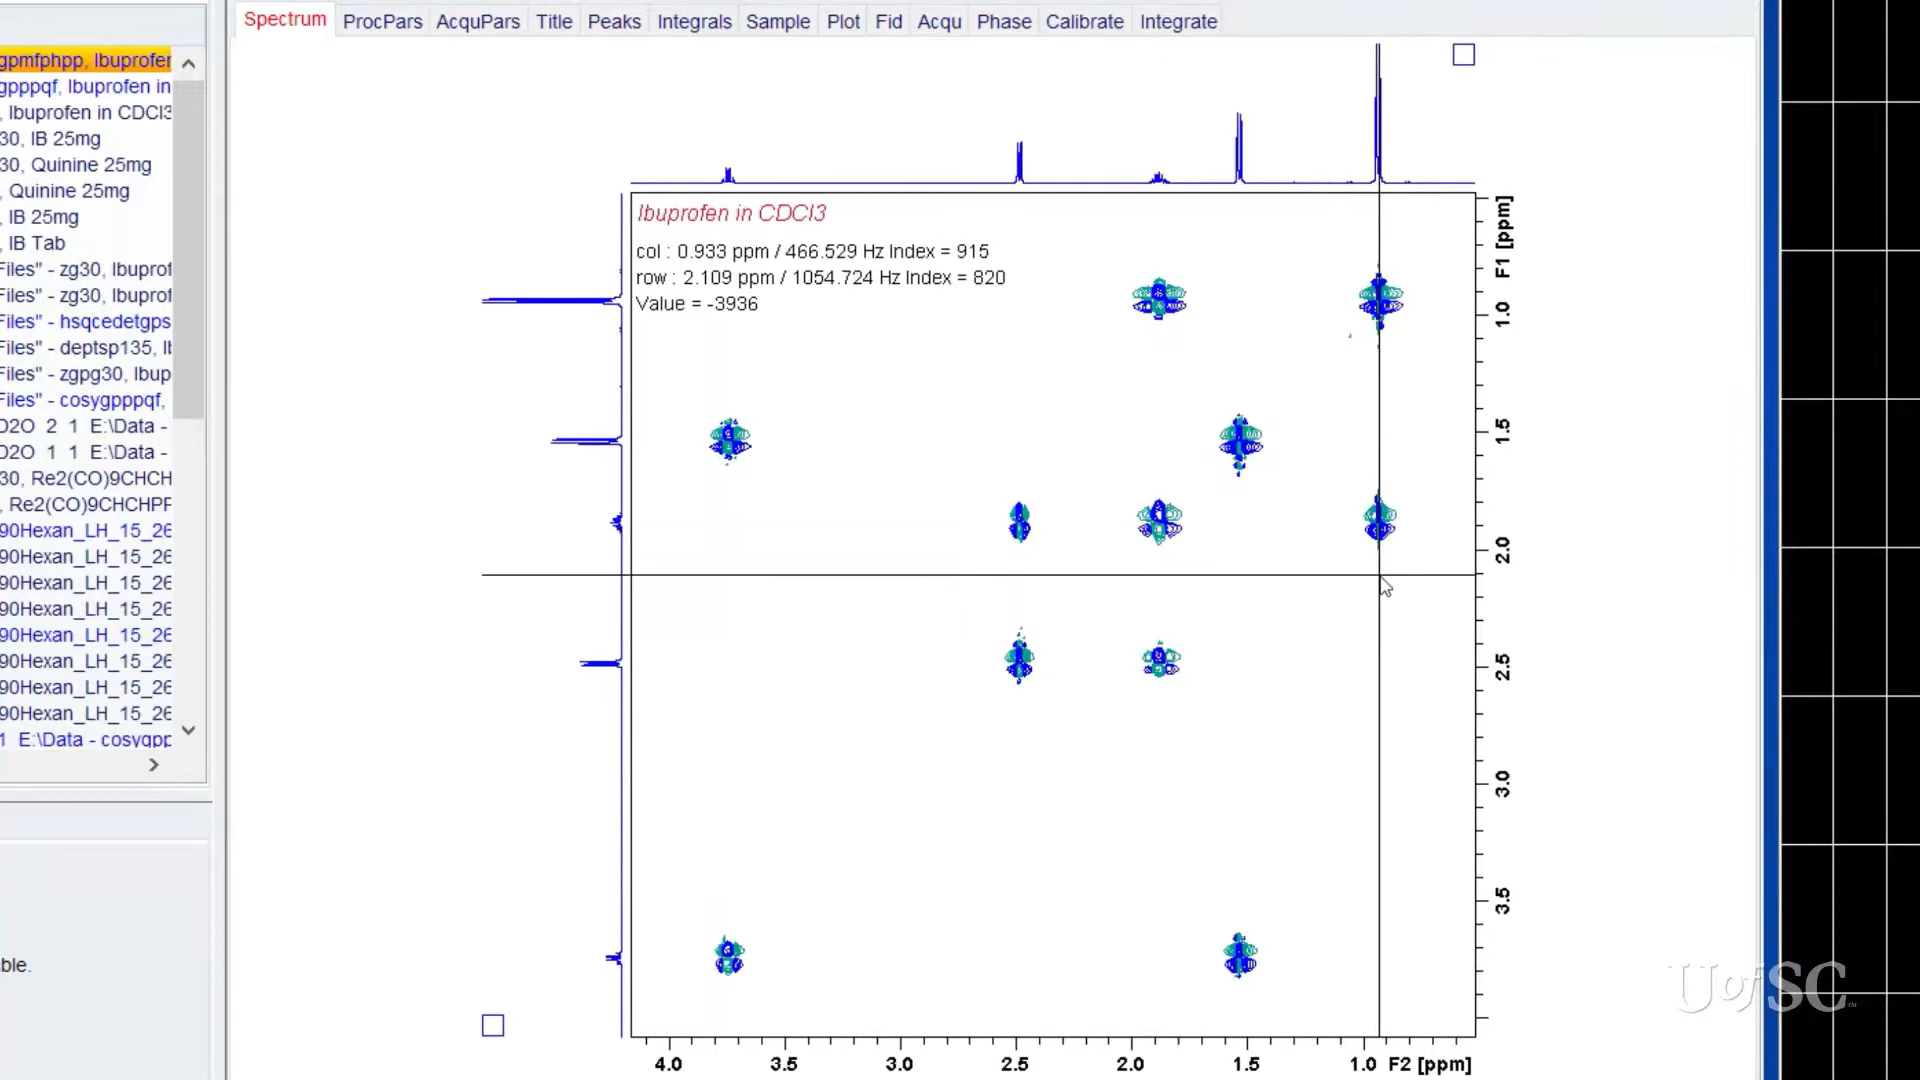 Spectrum ProcPars AcquPars Title Peaks Integrals Sample Plot Fid Acqu Phase Calibrate Integrate
gpmfphpp, Ibuprofen
gpppqf, Ibuprofen in
, Ibuprofen in CDCl3
30, IB 25mg
30, Quinine 25mg
, Quinine 25mg
, IB 25mg
, IB Tab
Files" - zg30, Ibuprof
Files" - zg30, Ibuprof
Files" - hsqcedetgps
Files" - deptsp135, Ib
Files" - zgpg30, Ibup
Files" - cosygpppqf,
D2O 2 1 E:\Data -
D2O 1 1 E:\Data -
30, Re2(CO)9CHCH
, Re2(CO)9CHCHPF
90Hexan_LH_15_26
90Hexan_LH_15_26
90Hexan_LH_15_26
90Hexan_LH_15_26
90Hexan_LH_15_26
90Hexan_LH_15_26
90Hexan_LH_15_26
90Hexan_LH_15_26
1 E:\Data - cosygpp
ble.
Ibuprofen in CDCl3
col : 0.933 ppm / 466.529 Hz Index = 915
row : 2.109 ppm / 1054.724 Hz Index = 820
Value = -3936
F1 [ppm]
1.0
1.5
2.0
2.5
3.0
3.5
4.0 3.5 3.0 2.5 2.0 1.5 1.0 F2 [ppm]
UofSC